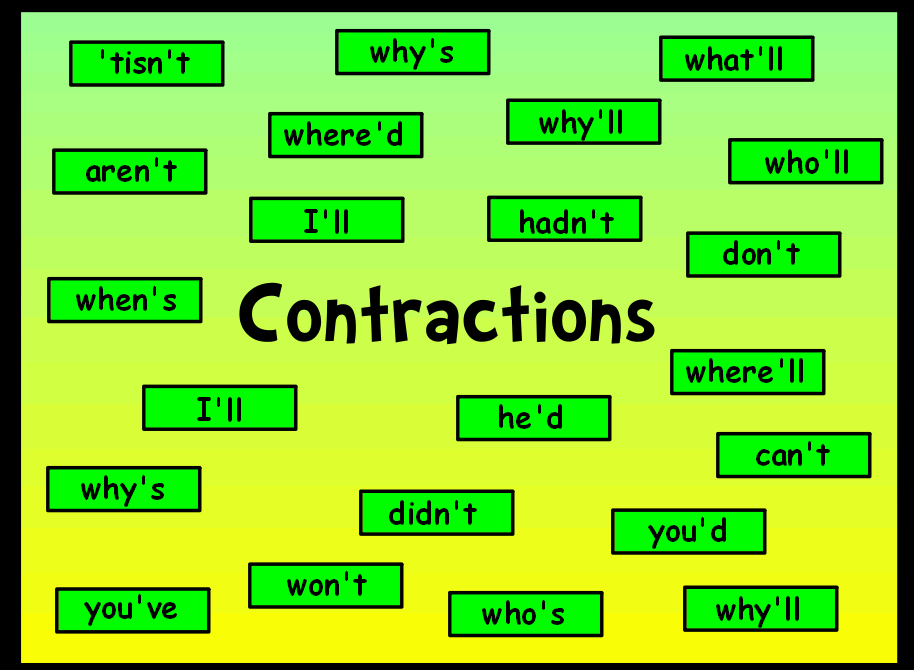 'tisn't
why's
what'll
where'd
why'll
aren't
who'll
I'll
hadn't
don't
when's
Contractions
where'll
I'll
he'd
can't
why's
didn't
you'd
won't
you've
who's
why'll